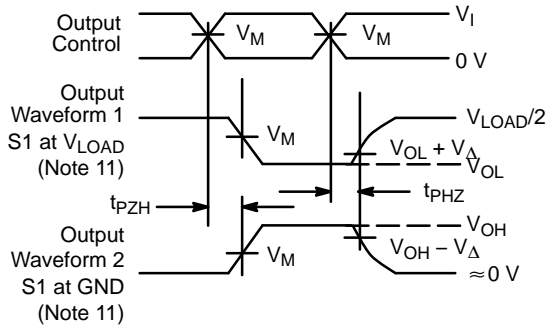 Output
Control
V_M
V_M
V_I
0 V
Output
Waveform 1
S1 at V_LOAD
(Note 11)
V_M
V_LOAD/2
V_OL + V_Δ
V_OL
t_PZH
t_PHZ
Output
Waveform 2
S1 at GND
(Note 11)
V_M
V_OH
V_OH – V_Δ
≈0 V